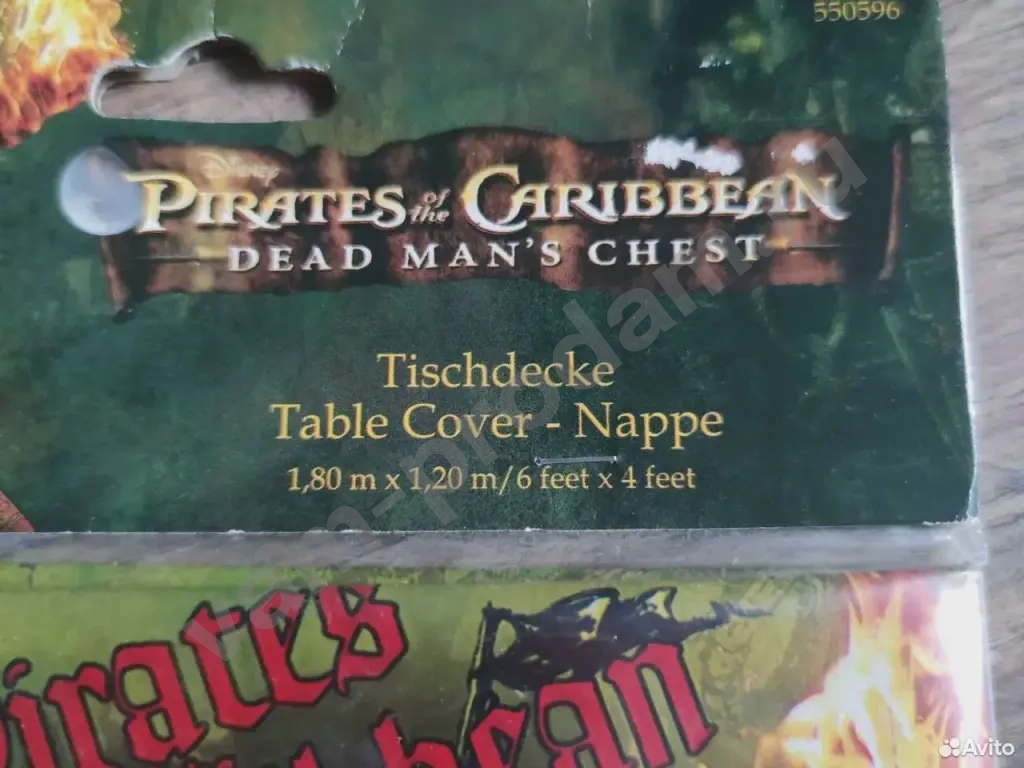 550596
Disney
PIRATES of the CARIBBEAN
DEAD MAN'S CHEST
Tischdecke
Table Cover - Nappe
1,80 m x 1,20 m/6 feet x 4 feet
Pirates
Avito